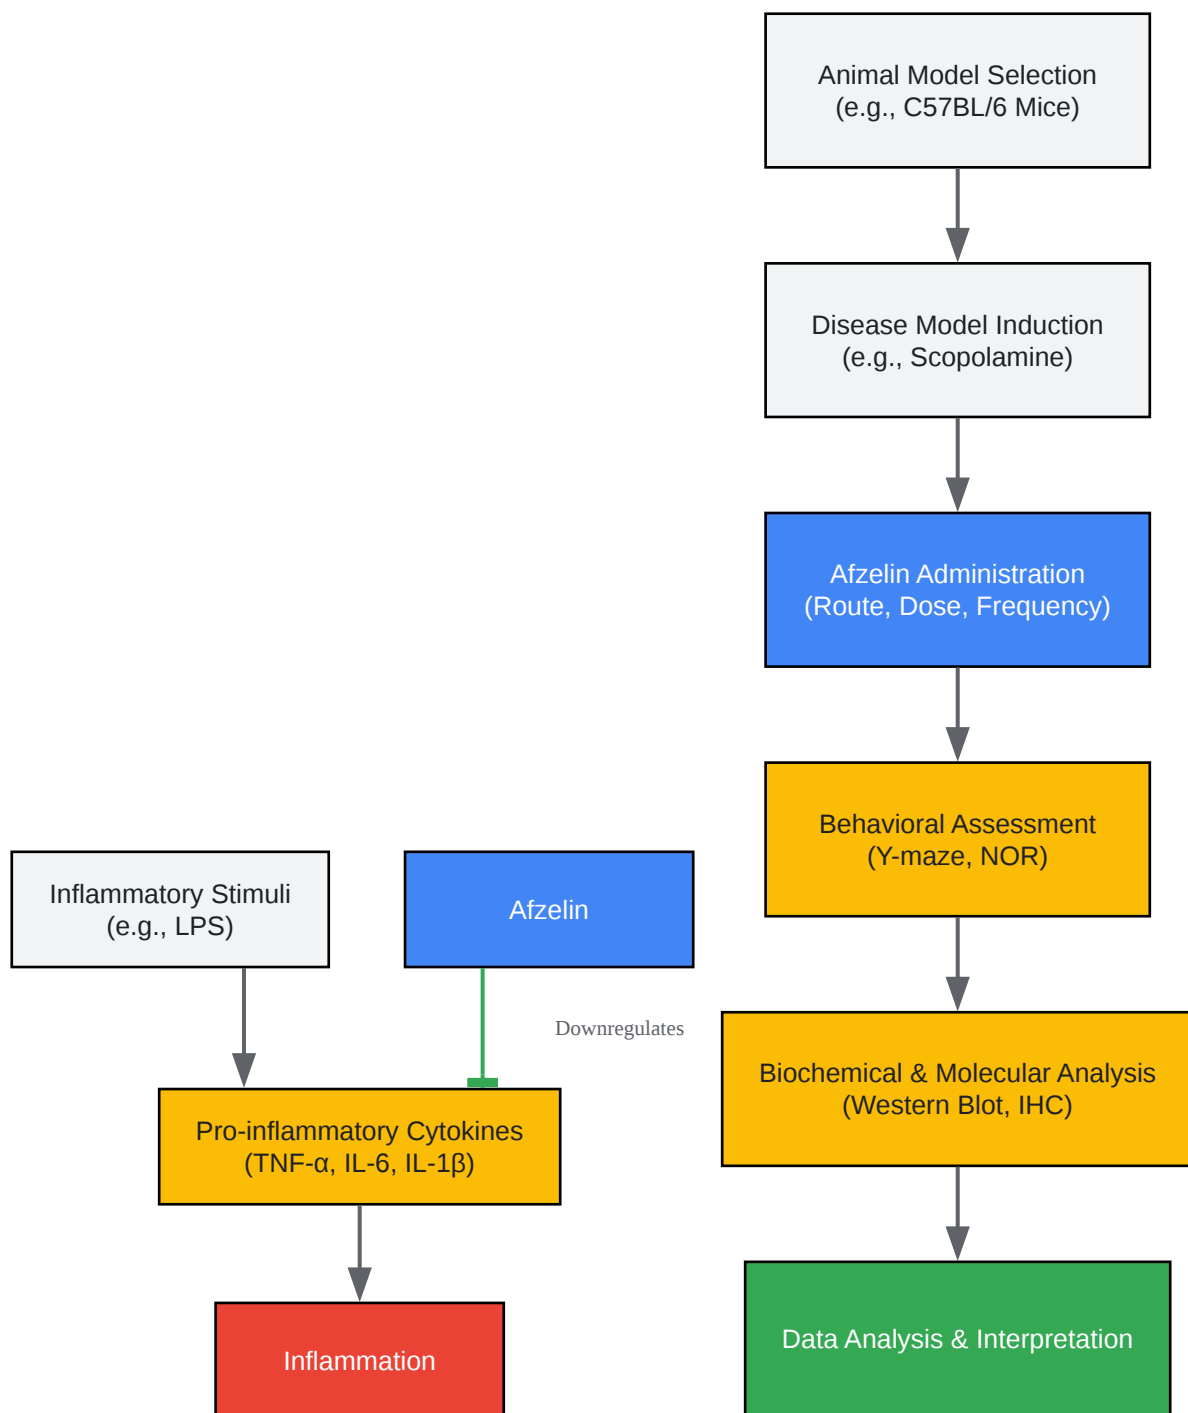 Animal Model Selection
(e.g., C57BL/6 Mice)
Disease Model Induction
(e.g., Scopolamine)
Afzelin Administration
(Route, Dose, Frequency)
Behavioral Assessment
(Y-maze, NOR)
Biochemical & Molecular Analysis
(Western Blot, IHC)
Data Analysis & Interpretation
Inflammatory Stimuli
(e.g., LPS)
Afzelin
Downregulates
Pro-inflammatory Cytokines
(TNF-α, IL-6, IL-1β)
Inflammation